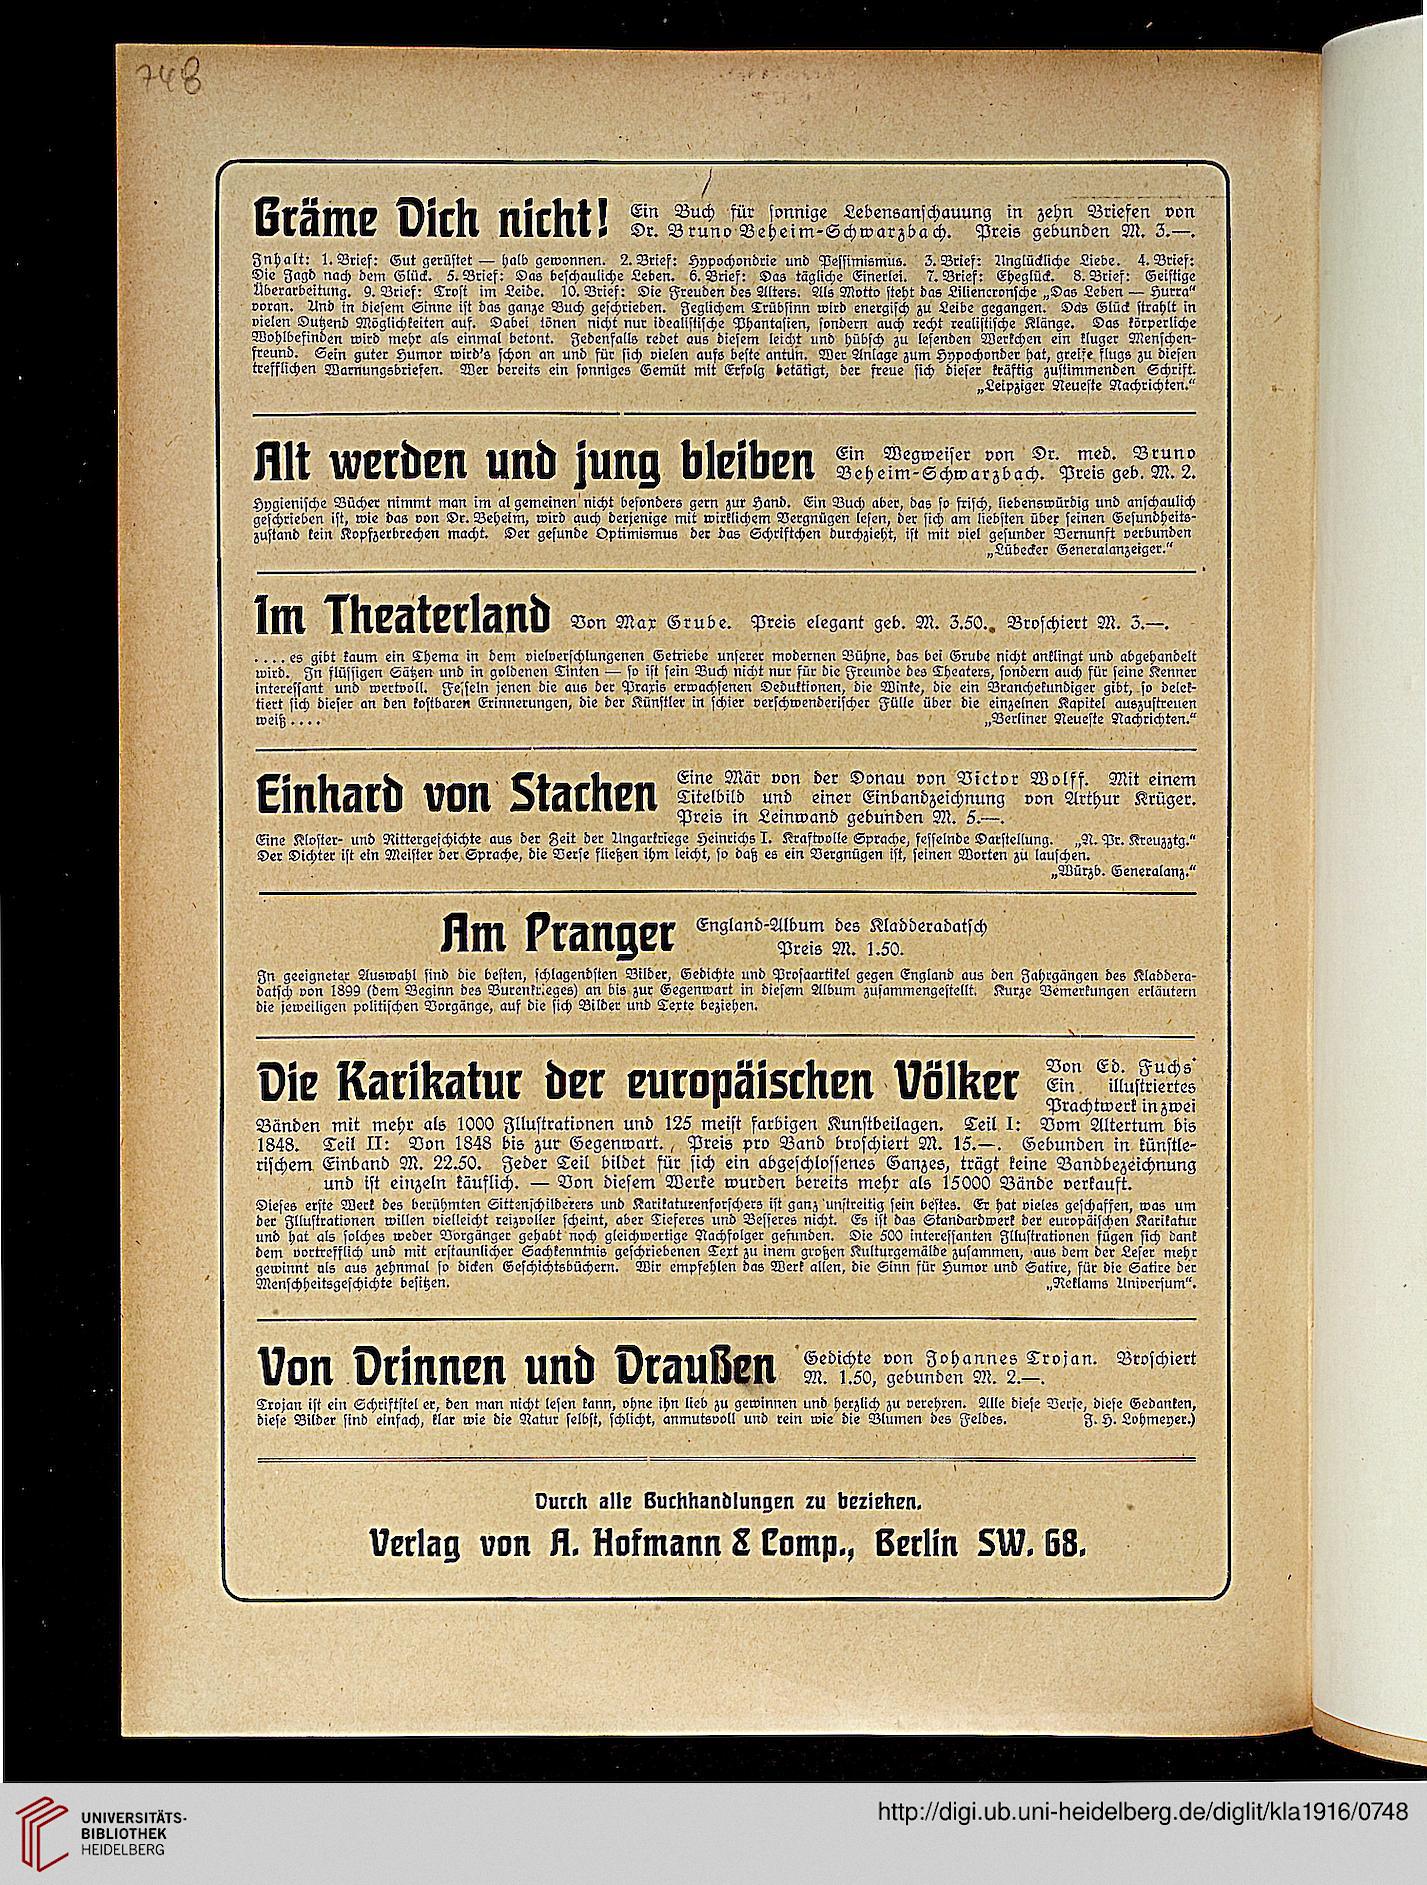 748
Gräme Dich nicht! Ein Buch für sonnige Lebensanschauung in zehn Briefen von
Dr. Bruno Beheim-Schwarzbach. Preis gebunden M. 3.—.
Inhalt: 1. Brief: Gut gerüstet — halb gewonnen. 2. Brief: Hypochondrie und Pessimismus. 3. Brief: Unglückliche Liebe. 4. Brief:
Die Jagd nach dem Glück. 5. Brief: Das beschauliche Leben. 6. Brief: Das tägliche Einerlei. 7. Brief: Eheglück. 8. Brief: Geistige
Überarbeitung. 9. Brief: Trost im Leide. 10. Brief: Die Freuden des Alters. Als Motto steht das Liliencronsche „Das Leben — Hurra“
voran. Und in diesem Sinne ist das ganze Buch geschrieben. Jeglichem Trübsinn wird energisch zu Leibe gegangen. Das Glück strahlt in
vielen Dutzend Möglichkeiten auf. Dabei tönen nicht nur idealistische Phantasien, sondern auch recht realistische Klänge. Das körperliche
Wohlbefinden wird mehr als einmal betont. Jedenfalls redet aus diesem leicht und hübsch zu lesenden Werkchen ein kluger Menschen-
freund. Sein guter Humor wird's schon an und für sich vielen aufs beste antun. Wer Anlage zum Hypochonder hat, greife flugs zu diesen
trefflichen Warnungsbriefen. Wer bereits ein sonniges Gemüt mit Erfolg betätigt, der freue sich dieser kräftig zustimmenden Schrift.
„Leipziger Neueste Nachrichten.“
Alt werden und jung bleiben Ein Wegweiser von Dr. med. Bruno
Beheim-Schwarzbach. Preis geb. M. 2.
Hygienische Bücher nimmt man im al gemeinen nicht besonders gern zur Hand. Ein Buch aber, das so frisch, liebenswürdig und anschaulich
geschrieben ist, wie das von Dr. Beheim, wird auch derjenige mit wirklichem Vergnügen lesen, der sich am liebsten über seinen Gesundheits-
zustand kein Kopfzerbrechen macht. Der gesunde Optimismus der das Schriftchen durchzieht, ist mit viel gesunder Vernunft verbunden
„Lübecker Generalanzeiger.“
Im Theaterland Von Max Grube. Preis elegant geb. M. 3.50. Broschiert M. 3.—.
. . . . es gibt kaum ein Thema in dem vielverschlungenen Getriebe unserer modernen Bühne, das bei Grube nicht anklingt und abgehandelt
wird. In flüssigen Sätzen und in goldenen Tinten — so ist sein Buch nicht nur für die Freunde des Theaters, sondern auch für seine Kenner
interessant und wertvoll. Fesseln jenen die aus der Praxis erwachsenen Deduktionen, die Winke, die ein Branchekundiger gibt, so delek-
tiert sich dieser an den kostbaren Erinnerungen, die der Künstler in schier verschwenderischer Fülle über die einzelnen Kapitel auszustreuen
weiß . . . . „Berliner Neueste Nachrichten.“
Einhard von Stachen Eine Mär von der Donau von Victor Wolff. Mit einem
Titelbild und einer Einbandzeichnung von Arthur Krüger.
Preis in Leinwand gebunden M. 5.—.
Eine Kloster- und Rittergeschichte aus der Zeit der Ungarkriege Heinrichs I. Kraftvolle Sprache, fesselnde Darstellung. „N. Pr. Kreuzztg.“
Der Dichter ist ein Meister der Sprache, die Verse fließen ihm leicht, so daß es ein Vergnügen ist, seinen Worten zu lauschen.
„Würzb. Generalanz.“
Am Pranger England-Album des Kladderadatsch
Preis M. 1.50.
In geeigneter Auswahl sind die besten, schlagendsten Bilder, Gedichte und Prosaartikel gegen England aus den Jahrgängen des Kladdera-
datsch von 1899 (dem Beginn des Burenkrieges) an bis zur Gegenwart in diesem Album zusammengestellt. Kurze Bemerkungen erläutern
die jeweiligen politischen Vorgänge, auf die sich Bilder und Texte beziehen.
Die Karikatur der europäischen Völker Von Ed. Fuchs
Ein illustriertes
Prachtwerk in zwei
Bänden mit mehr als 1000 Illustrationen und 125 meist farbigen Kunstbeilagen. Teil I: Vom Altertum bis
1848. Teil II: Von 1848 bis zur Gegenwart. Preis pro Band broschiert M. 15.—. Gebunden in künstle-
rischem Einband M. 22.50. Jeder Teil bildet für sich ein abgeschlossenes Ganzes, trägt keine Bandbezeichnung
und ist einzeln käuflich. — Von diesem Werke wurden bereits mehr als 15000 Bände verkauft.
Dieses erste Werk des berühmten Sittenschilderers und Karikaturenforschers ist ganz unstreitig sein bestes. Er hat vieles geschaffen, was um
der Illustrationen willen vielleicht reizvoller scheint, aber Tieferes und Besseres nicht. Es ist das Standardwerk der europäischen Karikatur
und hat als solches weder Vorgänger gehabt noch gleichwertige Nachfolger gefunden. Die 500 interessanten Illustrationen fügen sich dank
dem vortrefflich und mit erstaunlicher Sachkenntnis geschriebenen Text zu inem großen Kulturgemälde zusammen, aus dem der Leser mehr
gewinnt als aus zehnmal so dicken Geschichtsbüchern. Wir empfehlen das Werk allen, die Sinn für Humor und Satire, für die Satire der
Menschheitsgeschichte besitzen. „Reklams Universum“.
Von Drinnen und Draußen Gedichte von Johannes Trojan. Broschiert
M. 1.50, gebunden M. 2.—.
Trojan ist ein Schriftstel er, den man nicht lesen kann, ohne ihn lieb zu gewinnen und herzlich zu verehren. Alle diese Verse, diese Gedanken,
diese Bilder sind einfach, klar wie die Natur selbst, schlicht, anmutsvoll und rein wie die Blumen des Feldes. J. H. Lohmeyer.)
Durch alle Buchhandlungen zu beziehen.
Verlag von A. Hofmann & Comp., Berlin SW. 68.
UNIVERSITÄTS-
BIBLIOTHEK
HEIDELBERG
http://digi.ub.uni-heidelberg.de/diglit/kla1916/0748